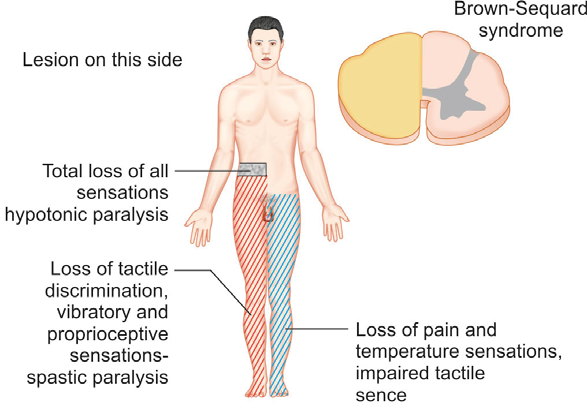 Brown-Sequard
syndrome
Lesion on this side
Total loss of all
sensations
hypotonic paralysis
Loss of tactile
discrimination,
vibratory and
proprioceptive
sensations-
spastic paralysis
Loss of pain and
temperature sensations,
impaired tactile
sence